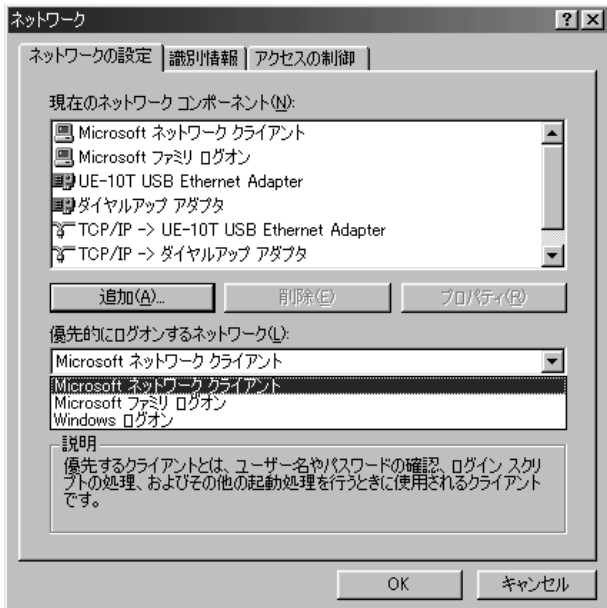 ネットワーク
ネットワークの設定 識別情報 アクセスの制御
現在のネットワーク コンポーネント(N):
Microsoft ネットワーク クライアント
Microsoft ファミリ ログオン
UE-10T USB Ethernet Adapter
ダイヤルアップ アダプタ
TCP/IP -> UE-10T USB Ethernet Adapter
TCP/IP -> ダイヤルアップ アダプタ
追加(A)... 削除(E) プロパティ(R)
優先的にログオンするネットワーク(L):
Microsoft ネットワーク クライアント
Microsoft ネットワーク クライアント
Microsoft ファミリ ログオン
Windows ログオン
説明
優先するクライアントとは、ユーザー名やパスワードの確認、ログイン スクリ
プトの処理、およびその他の起動処理を行うときに使用されるクライアント
です。
OK キャンセル